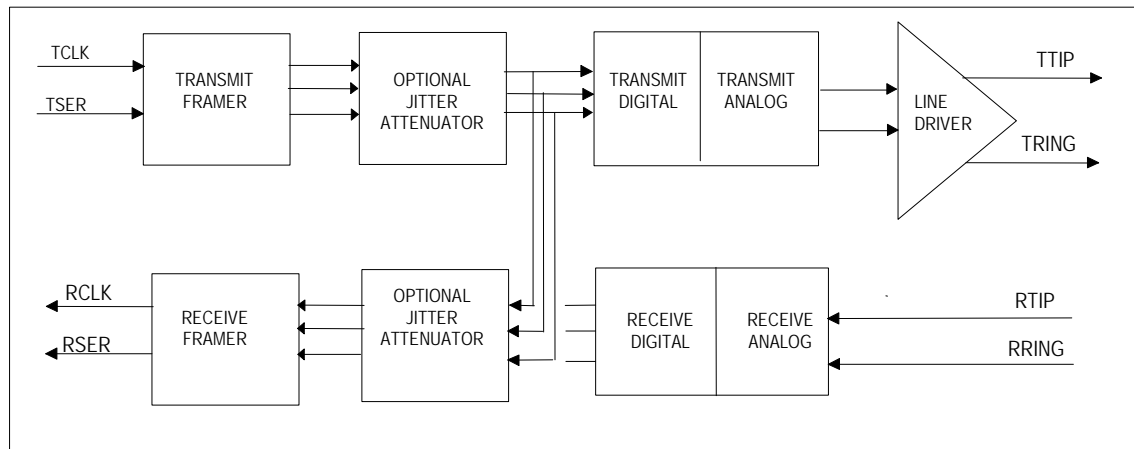 TCLK
TSER
TRANSMIT
FRAMER
OPTIONAL
JITTER
ATTENUATOR
TRANSMIT
DIGITAL
TRANSMIT
ANALOG
LINE
DRIVER
TTIP
TRING
RCLK
RSER
RECEIVE
FRAMER
OPTIONAL
JITTER
ATTENUATOR
RECEIVE
DIGITAL
RECEIVE
ANALOG
RTIP
RRING